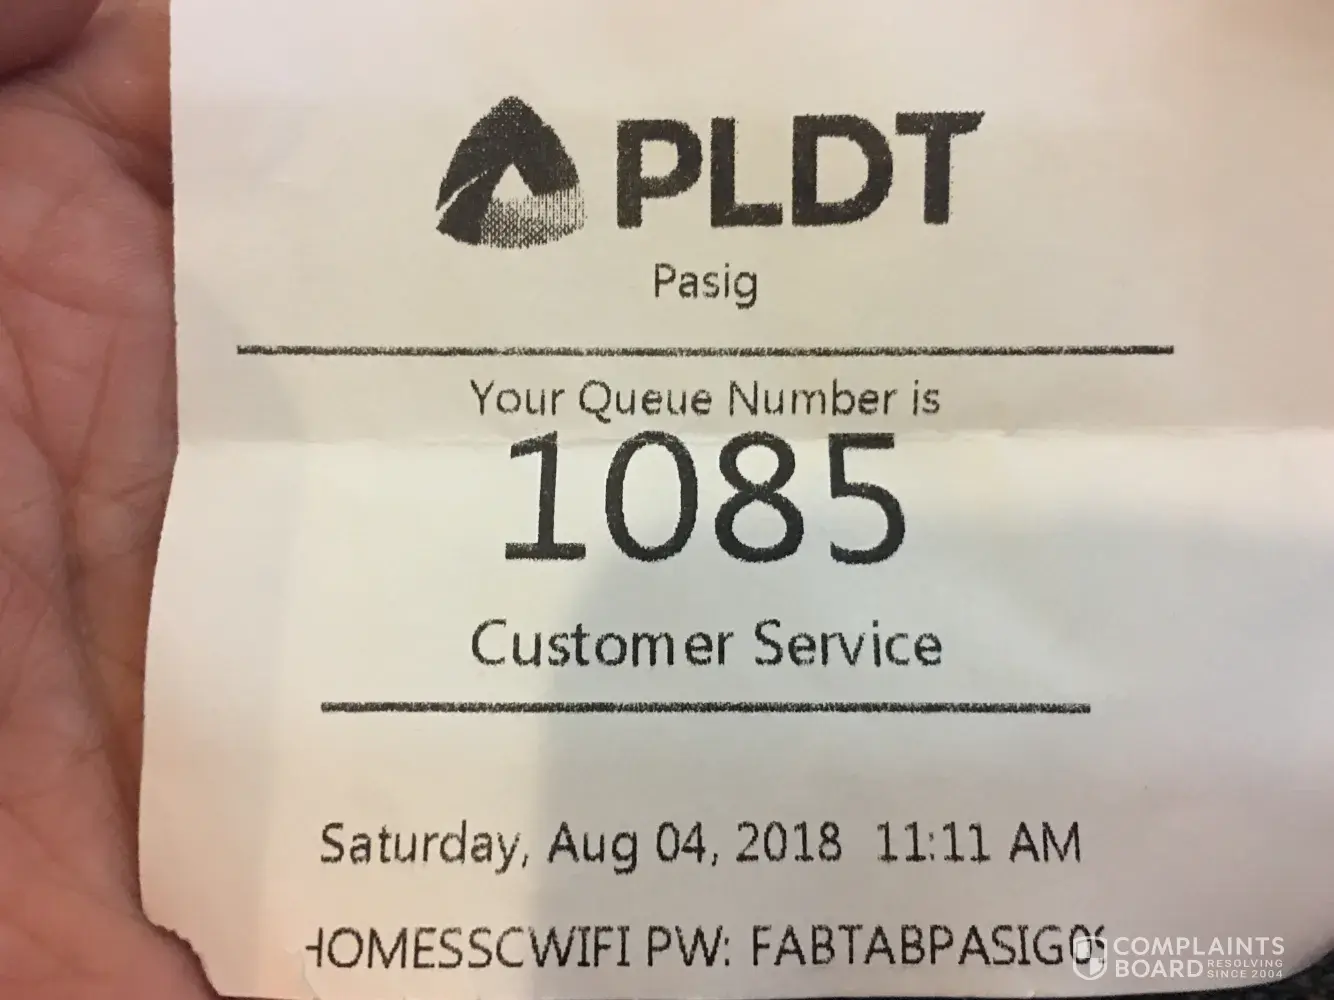 PLDT
Pasig
Your Queue Number is
1085
Customer Service
Saturday, Aug 04, 2018 11:11 AM
HOMESSCWIFI PW:
COMPLAINTS
BOARD RESOLVING
SINCE 2004